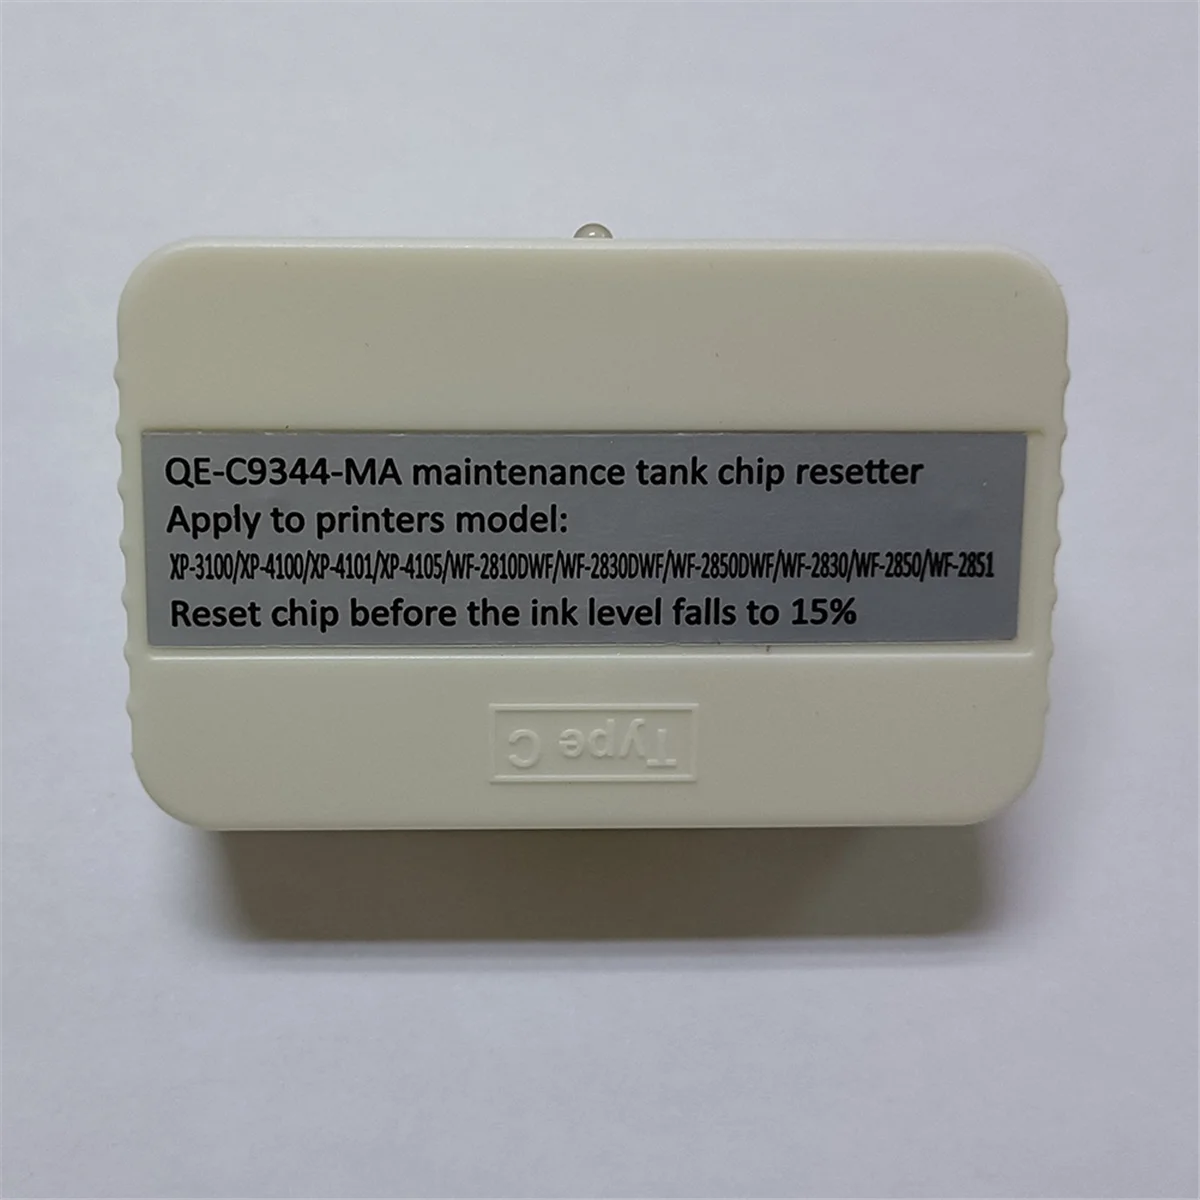 QE-C9344-MA maintenance tank chip resetter
Apply to printers model:
XP-3100/XP-4100/XP-4101/XP-4105/WF-2810DWF/WF-2830DWF/WF-2850DWF/WF-2830/WF-2850/WF-2851
Reset chip before the ink level falls to 15%
Type C